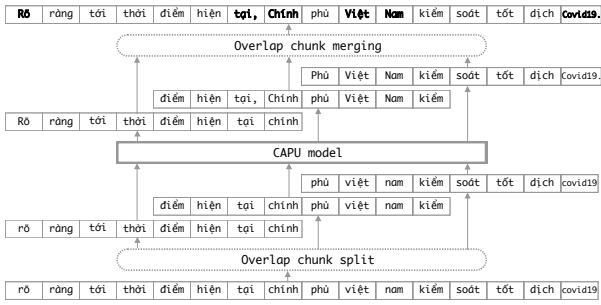 Rõ ràng tới thời điểm hiện tại, Chính phủ Việt Nam kiểm soát tốt dịch Covid19.
Overlap chunk merging
Phủ Việt Nam kiểm soát tốt dịch Covid19.
điểm hiện tại, Chính phủ Việt Nam kiểm
Rõ ràng tới thời điểm hiện tại chính
CAPU model
phủ việt nam kiểm soát tốt dịch covid19
điểm hiện tại chính phủ việt nam kiểm
rõ ràng tới thời điểm hiện tại chính
Overlap chunk split
rõ ràng tới thời điểm hiện tại chính phủ việt nam kiểm soát tốt dịch covid19